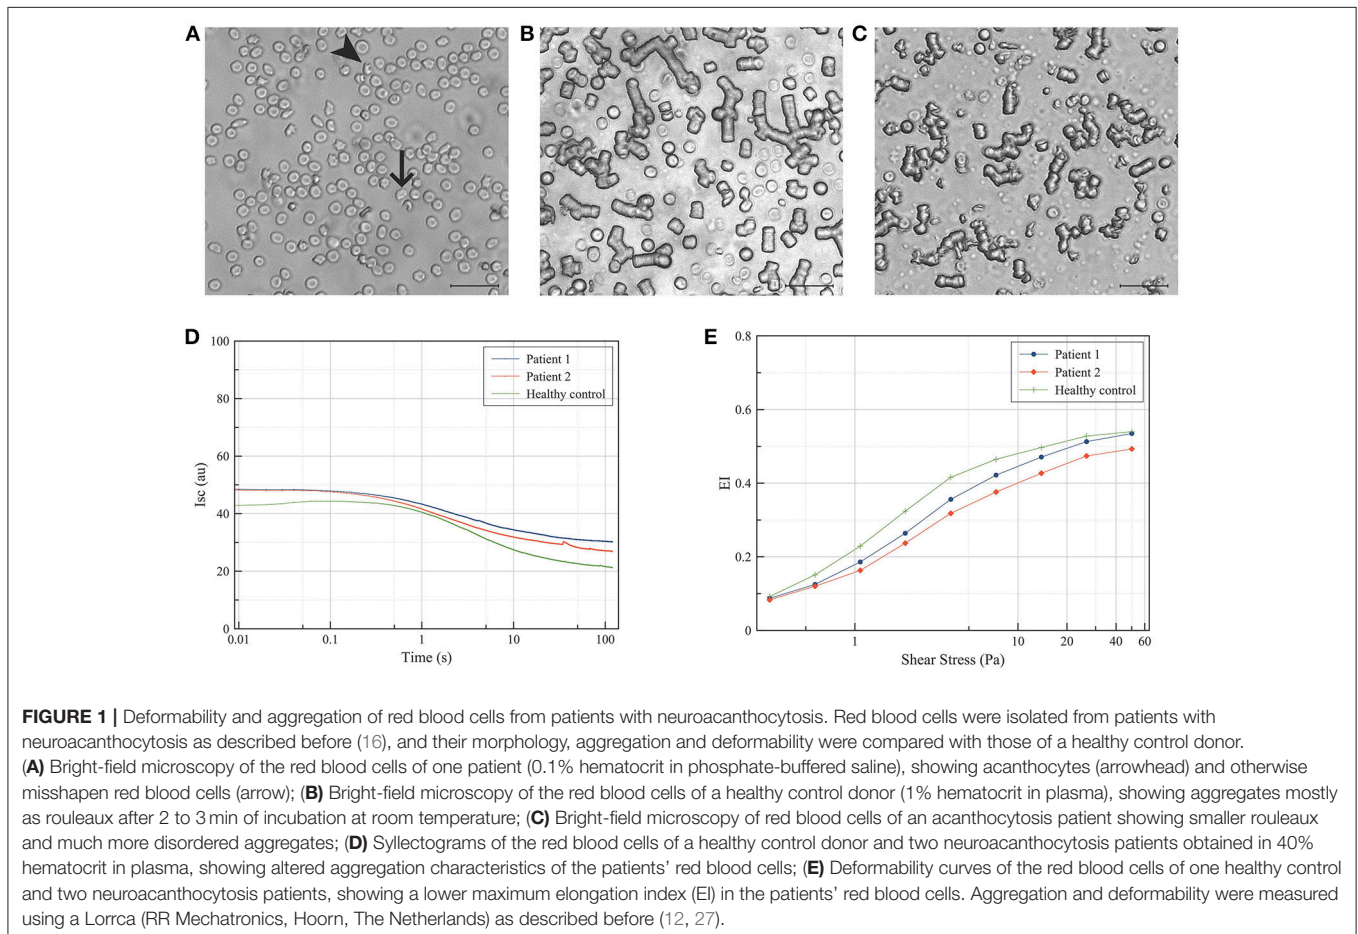 A
B
C
D
100
80
60
40
20
0
Isc (au)
0.01
0.1
1
10
100
Time (s)
Patient 1
Patient 2
Healthy control
E
0.8
0.6
0.4
0.2
0
EI
1
10
20
40
60
Shear Stress (Pa)
Patient 1
Patient 2
Healthy control
FIGURE 1 | Deformability and aggregation of red blood cells from patients with neuroacanthocytosis. Red blood cells were isolated from patients with
neuroacanthocytosis as described before (16), and their morphology, aggregation and deformability were compared with those of a healthy control donor.
(A) Bright-field microscopy of the red blood cells of one patient (0.1% hematocrit in phosphate-buffered saline), showing acanthocytes (arrowhead) and otherwise
misshapen red blood cells (arrow); (B) Bright-field microscopy of the red blood cells of a healthy control donor (1% hematocrit in plasma), showing aggregates mostly
as rouleaux after 2 to 3 min of incubation at room temperature; (C) Bright-field microscopy of red blood cells of an acanthocytosis patient showing smaller rouleaux
and much more disordered aggregates; (D) Syllectograms of the red blood cells of a healthy control donor and two neuroacanthocytosis patients obtained in 40%
hematocrit in plasma, showing altered aggregation characteristics of the patients' red blood cells; (E) Deformability curves of the red blood cells of one healthy control
and two neuroacanthocytosis patients, showing a lower maximum elongation index (EI) in the patients' red blood cells. Aggregation and deformability were measured
using a Lorrca (RR Mechatronics, Hoorn, The Netherlands) as described before (12, 27).